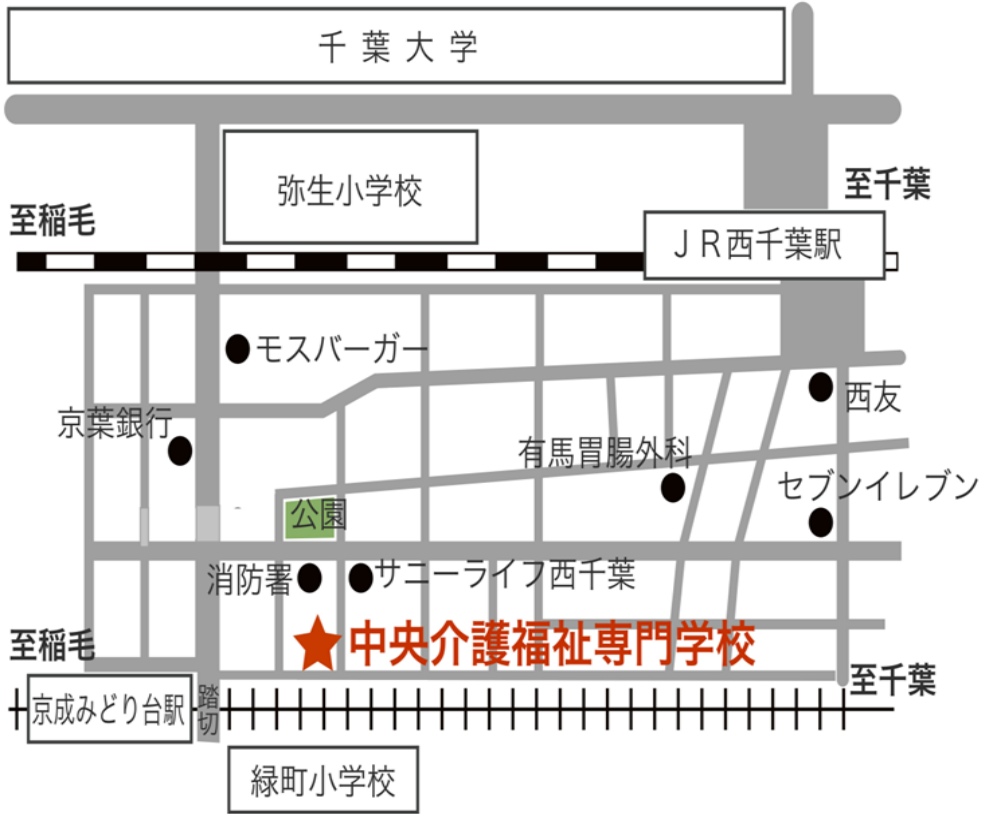 千葉大学
弥生小学校
至千葉
至稲毛
ＪＲ西千葉駅
モスバーガー
西友
京葉銀行
有馬胃腸外科
セブンイレブン
公園
消防署
サニーライフ西千葉
中央介護福祉専門学校
至稲毛
至千葉
京成みどり台駅
踏切
緑町小学校